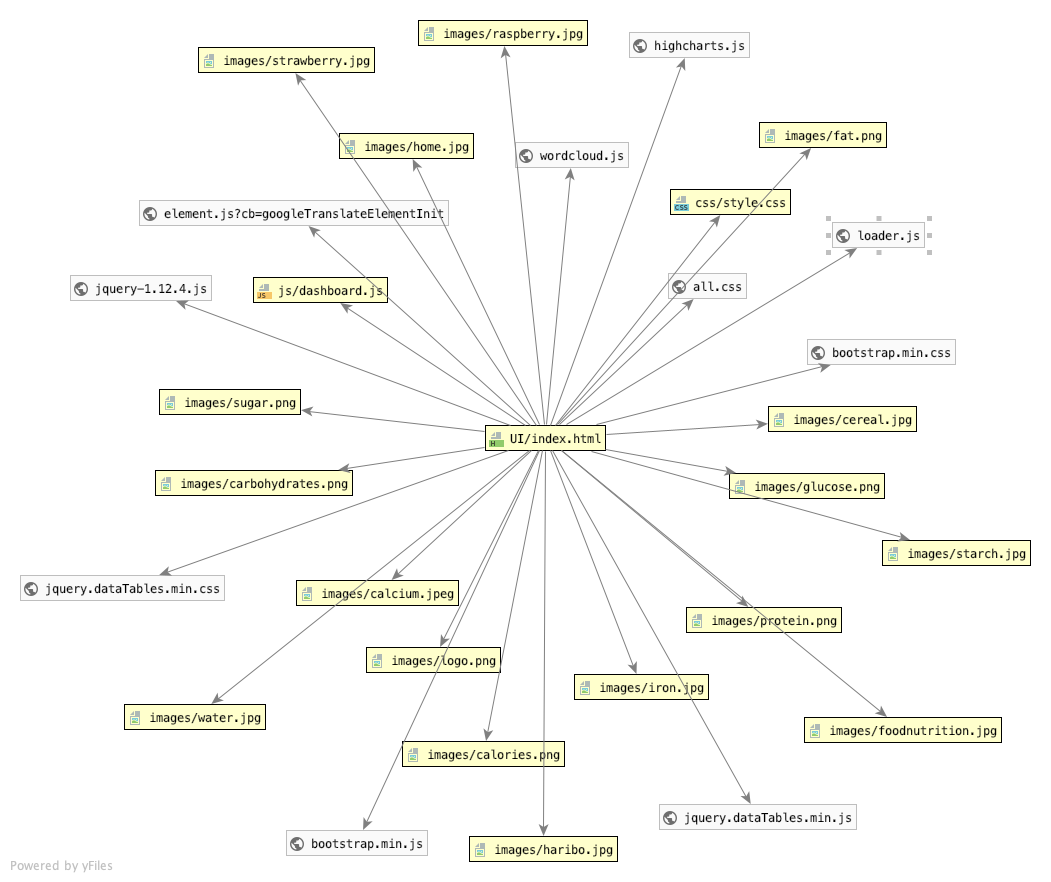 images/raspberry.jpg
highcharts.js
images/strawberry.jpg
images/fat.png
images/home.jpg
wordcloud.js
css/style.css
element.js?cb=googleTranslateElementInit
loader.js
all.css
jquery-1.12.4.js
js/dashboard.js
bootstrap.min.css
images/sugar.png
images/cereal.jpg
UI/index.html
images/carbohydrates.png
images/glucose.png
images/starch.jpg
jquery.dataTables.min.css
images/calcium.jpeg
images/protein.png
images/logo.png
images/iron.jpg
images/water.jpg
images/foodnutrition.jpg
images/calories.png
jquery.dataTables.min.js
bootstrap.min.js
images/haribo.jpg
Powered by yFiles